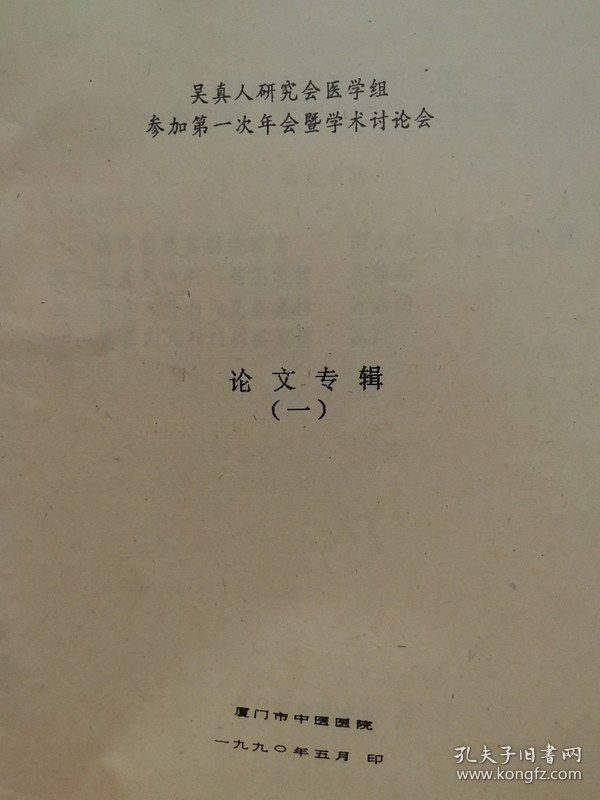 吴真人研究会医学组
参加第一次年会暨学术讨论会
论文专辑
（一）
厦门市中医医院
一九九〇年五月 印
孔夫子旧书网
www.kongfz.com